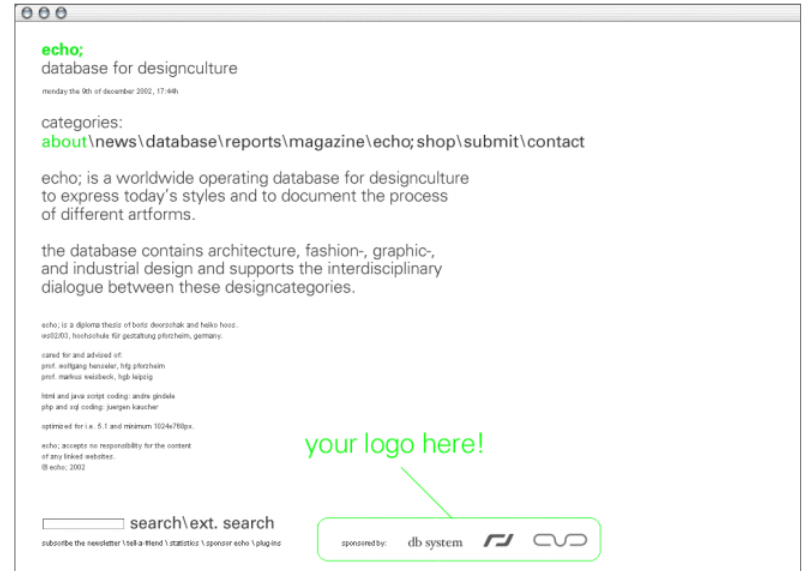 echo;
database for designculture
monday the 9th of december 2002, 17:44h
categories:
about\news\database\reports\magazine\echo;shop\submit\contact
echo; is a worldwide operating database for designculture
to express today's styles and to document the process
of different artforms.
the database contains architecture, fashion-, graphic-,
and industrial design and supports the interdisciplinary
dialogue between these designcategories.
echo; is a diploma thesis of boris dworschak and heiko hoos.
ws02/03, hochschule für gestaltung pforzheim, germany.
cared for and advised of:
prof. wolfgang henseler, hfg pforzheim
prof. markus weisbeck, hgb leipzig
html and java script coding: andre gindele
php and sql coding: juergen kaucher
optimized for i.e. 5.1 and minimum 1024x768px.
echo; accepts no responsibility for the content
of any linked websites.
© echo; 2002
your logo here!
search\ext. search
subscribe the newsletter \ tell-a-friend \ statistics \ sponsor echo \ plug-ins
sponsored by: db system